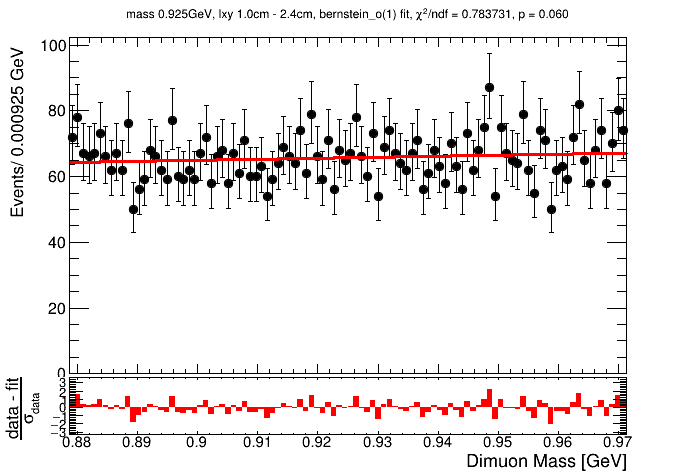 mass 0.925GeV, lxy 1.0cm - 2.4cm, bernstein_o(1) fit, χ²/ndf = 0.783731, p = 0.060
Events/ 0.000925 GeV
100
80
60
40
20
0
data - fit
σdata
3
2
1
0
−1
−2
−3
0.88 0.89 0.9 0.91 0.92 0.93 0.94 0.95 0.96 0.97
Dimuon Mass [GeV]